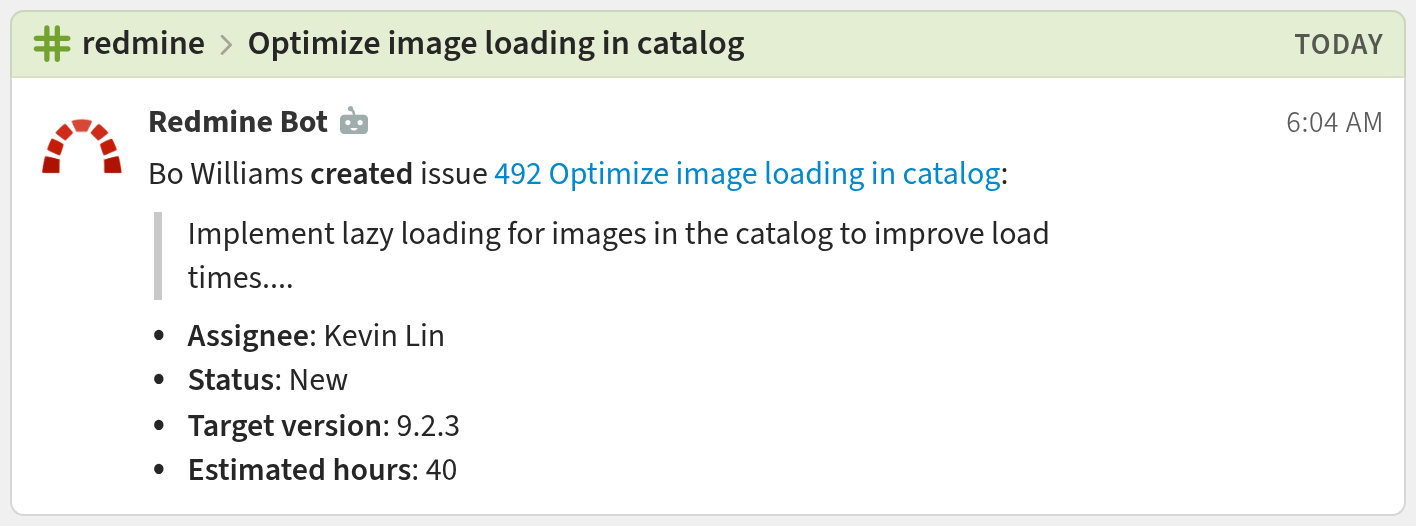 redmine > Optimize image loading in catalog TODAY
Redmine Bot 6:04 AM
Bo Williams created issue 492 Optimize image loading in catalog:
Implement lazy loading for images in the catalog to improve load
times....
• Assignee: Kevin Lin
• Status: New
• Target version: 9.2.3
• Estimated hours: 40